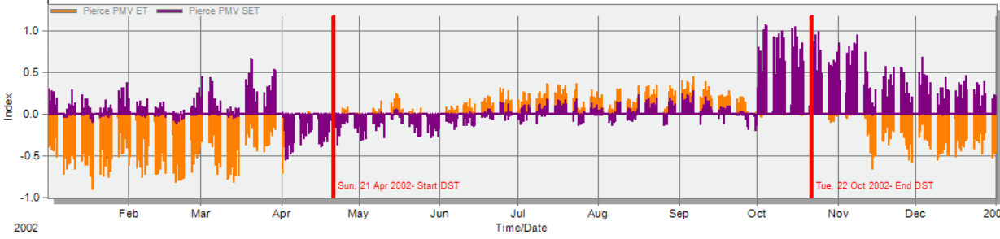 Pierce PMV ET Pierce PMV SET
1.0
0.5
0.0
-0.5
-1.0
Index
Sun, 21 Apr 2002- Start DST Tue, 22 Oct 2002- End DST
Feb Mar Apr May Jun Jul Aug Sep Oct Nov Dec 200
2002 Time/Date